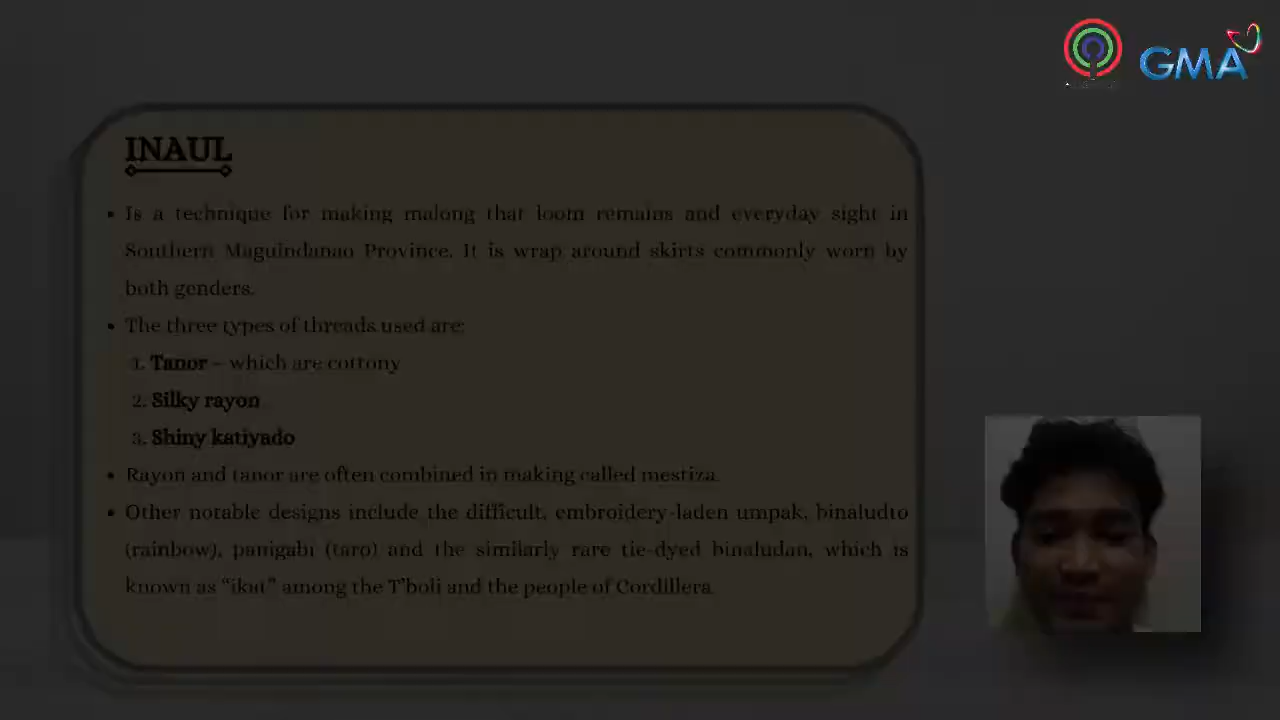 GMA
INAUL
• Is a technique for making malong that loom remains and everyday sight in
Southern Maguindanao Province. It is wrap around skirts commonly worn by
both genders.
• The three types of threads used are:
1. Tanor – which are cottony
2. Silky rayon
3. Shiny katiyado
• Rayon and tanor are often combined in making called mestiza.
• Other notable designs include the difficult, embroidery-laden umpak, binaludto
(rainbow), panigabi (taro) and the similarly rare tie-dyed binaludan, which is
known as “ikat” among the T’boli and the people of Cordillera.